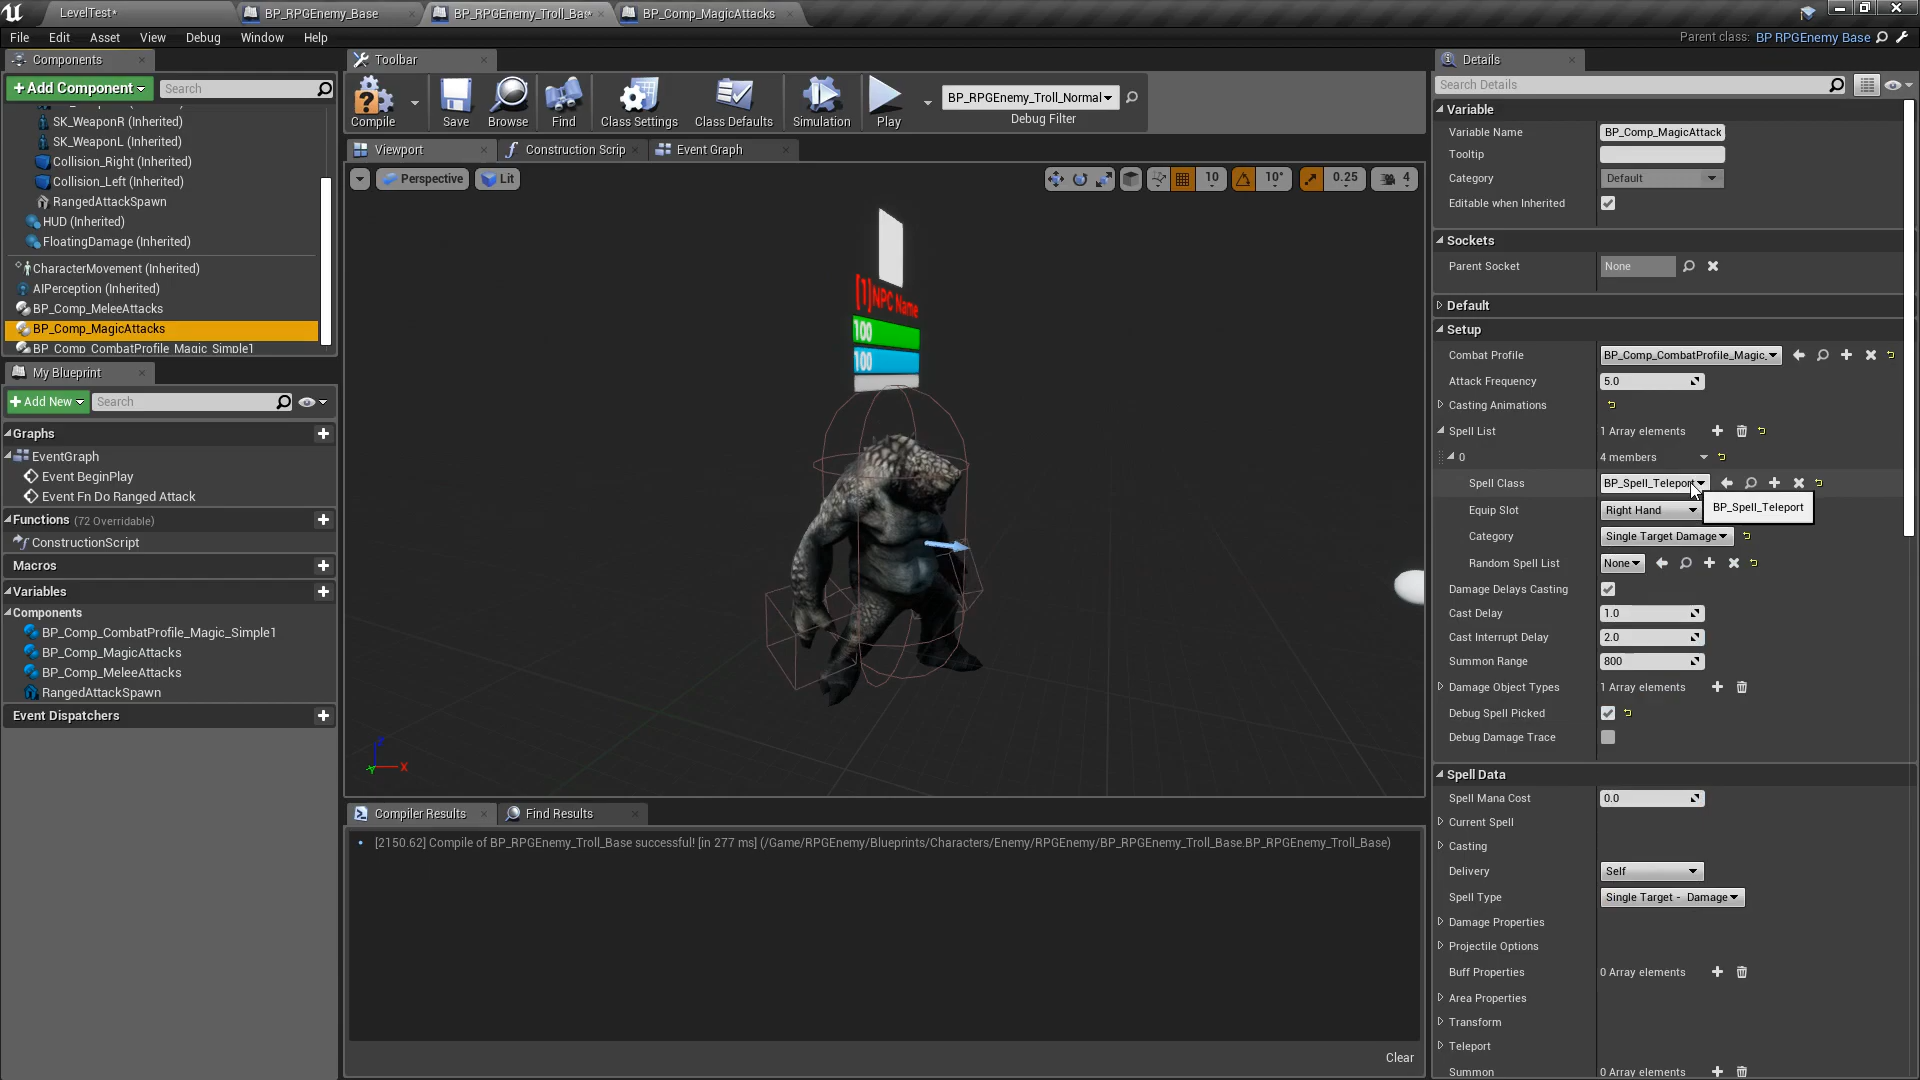 LevelTest*
BP_RPGEnemy_Base
BP_RPGEnemy_Troll_Bas*
BP_Comp_MagicAttacks
File Edit Asset View Debug Window Help
Parent class: BP RPGEnemy Base
Components
+Add Component
Search
SK_WeaponR (Inherited)
SK_WeaponL (Inherited)
Collision_Right (Inherited)
Collision_Left (Inherited)
RangedAttackSpawn
HUD (Inherited)
FloatingDamage (Inherited)
CharacterMovement (Inherited)
AIPerception (Inherited)
BP_Comp_MeleeAttacks
BP_Comp_MagicAttacks
BP_Comp_CombatProfile_Magic_Simple1
My Blueprint
+Add New
Search
Graphs
EventGraph
Event BeginPlay
Event Fn Do Ranged Attack
Functions (72 Overridable)
ConstructionScript
Macros
Variables
Components
BP_Comp_CombatProfile_Magic_Simple1
BP_Comp_MagicAttacks
BP_Comp_MeleeAttacks
RangedAttackSpawn
Event Dispatchers
Toolbar
Compile
Save
Browse
Find
Class Settings
Class Defaults
Simulation
Play
BP_RPGEnemy_Troll_Normal
Debug Filter
Viewport
Construction Scrip
Event Graph
Perspective
Lit
10
10°
0.25
4
[1]NPC Name
100
100
X
Compiler Results
Find Results
[2150.62] Compile of BP_RPGEnemy_Troll_Base successful! [in 277 ms] (/Game/RPGEnemy/Blueprints/Characters/Enemy/RPGEnemy/BP_RPGEnemy_Troll_Base.BP_RPGEnemy_Troll_Base)
Clear
Details
Search Details
Variable
Variable Name BP_Comp_MagicAttack
Tooltip
Category Default
Editable when Inherited
Sockets
Parent Socket None
Default
Setup
Combat Profile BP_Comp_CombatProfile_Magic_
Attack Frequency 5.0
Casting Animations
Spell List 1 Array elements
0 4 members
Spell Class BP_Spell_Teleport
BP_Spell_Teleport
Equip Slot Right Hand
Category Single Target Damage
Random Spell List None
Damage Delays Casting
Cast Delay 1.0
Cast Interrupt Delay 2.0
Summon Range 800
Damage Object Types 1 Array elements
Debug Spell Picked
Debug Damage Trace
Spell Data
Spell Mana Cost 0.0
Current Spell
Casting
Delivery Self
Spell Type Single Target - Damage
Damage Properties
Projectile Options
Buff Properties 0 Array elements
Area Properties
Transform
Teleport
Summon 0 Array elements